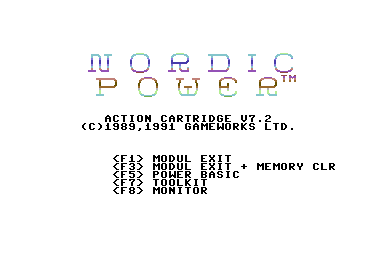 NORDIC
POWER™
ACTION CARTRIDGE V7.2
(C)1989,1991 GAMEWORKS LTD.
<F1> MODUL EXIT
<F3> MODUL EXIT + MEMORY CLR
<F5> POWER BASIC
<F7> TOOLKIT
<F8> MONITOR